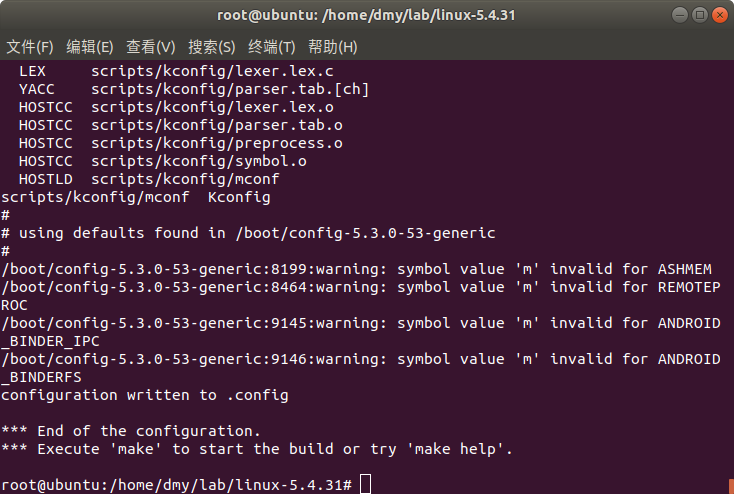 root@ubuntu: /home/dmy/lab/linux-5.4.31
文件(F) 编辑(E) 查看(V) 搜索(S) 终端(T) 帮助(H)
LEX     scripts/kconfig/lexer.lex.c
YACC    scripts/kconfig/parser.tab.[ch]
HOSTCC  scripts/kconfig/lexer.lex.o
HOSTCC  scripts/kconfig/parser.tab.o
HOSTCC  scripts/kconfig/preprocess.o
HOSTCC  scripts/kconfig/symbol.o
HOSTLD  scripts/kconfig/mconf
scripts/kconfig/mconf  Kconfig
#
# using defaults found in /boot/config-5.3.0-53-generic
#
/boot/config-5.3.0-53-generic:8199:warning: symbol value 'm' invalid for ASHMEM
/boot/config-5.3.0-53-generic:8464:warning: symbol value 'm' invalid for REMOTEP
ROC
/boot/config-5.3.0-53-generic:9145:warning: symbol value 'm' invalid for ANDROID
_BINDER_IPC
/boot/config-5.3.0-53-generic:9146:warning: symbol value 'm' invalid for ANDROID
_BINDERFS
configuration written to .config
*** End of the configuration.
*** Execute 'make' to start the build or try 'make help'.
root@ubuntu:/home/dmy/lab/linux-5.4.31#